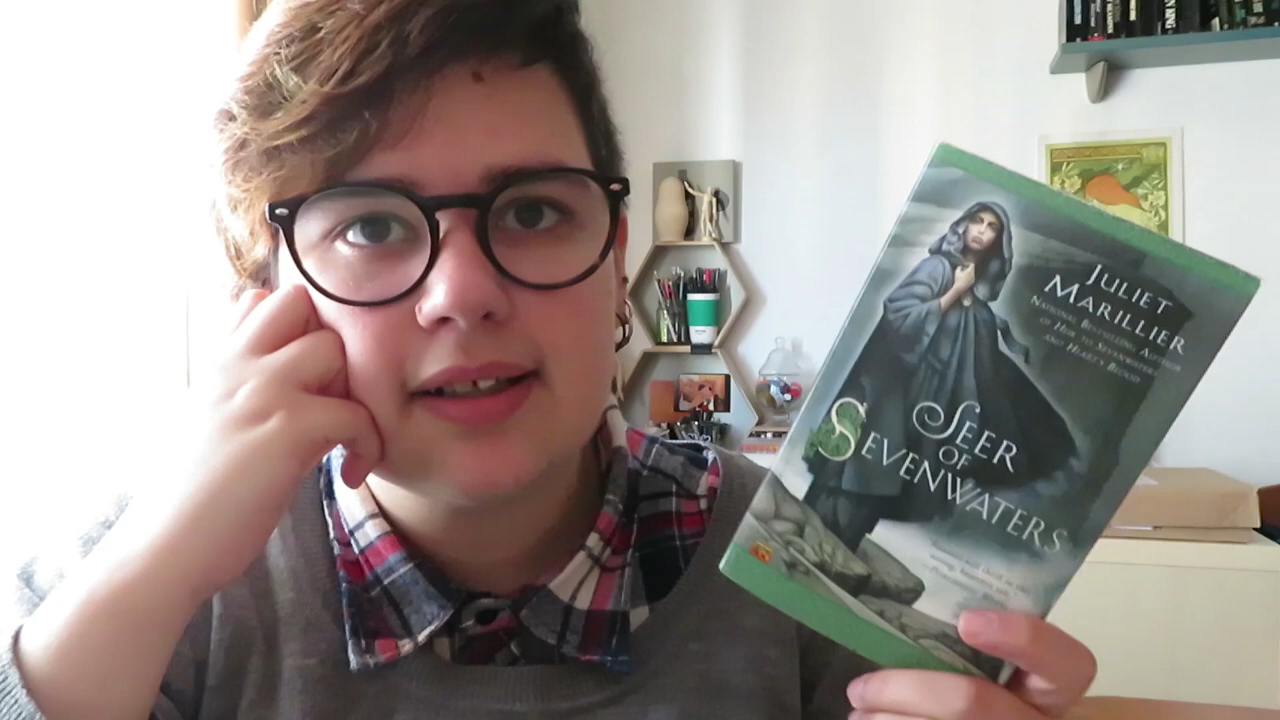 JULIET
MARILLIER
NATIONAL BESTSELLING AUTHOR
OF HEIR TO SEVENWATERS
AND HEART'S BLOOD
SEER
OF
SEVENWATERS